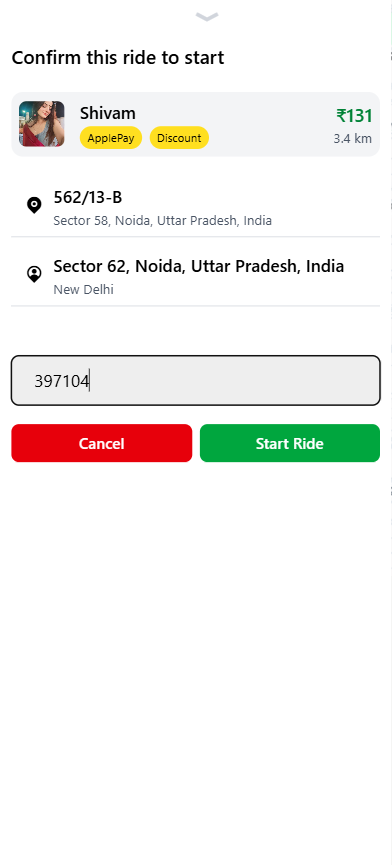 Confirm this ride to start
Shivam
₹131
ApplePay Discount
3.4 km
562/13-B
Sector 58, Noida, Uttar Pradesh, India
Sector 62, Noida, Uttar Pradesh, India
New Delhi
397104
Cancel Start Ride